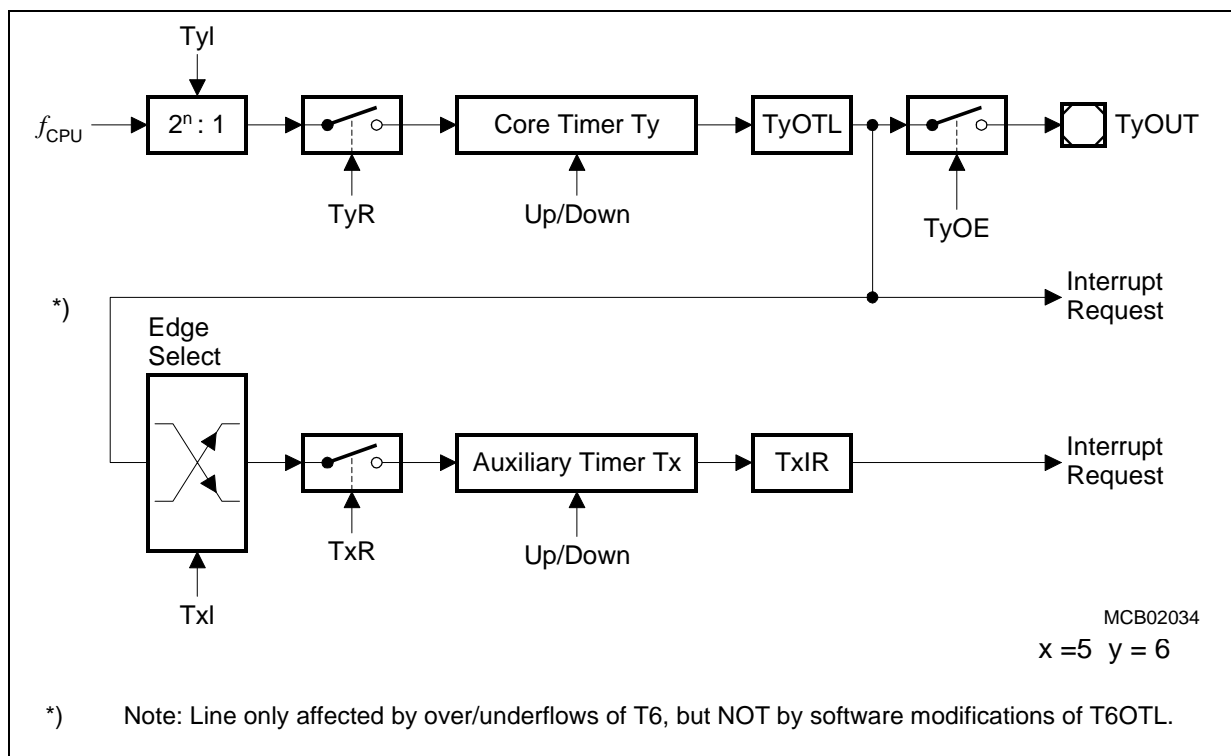 TyI
fCPU
2ⁿ : 1
Core Timer Ty
TyOTL
TyOUT
TyR
Up/Down
TyOE
*)
Interrupt
Request
Edge
Select
Auxiliary Timer Tx
TxIR
Interrupt
Request
TxR
Up/Down
TxI
MCB02034
x =5 y = 6
*) Note: Line only affected by over/underflows of T6, but NOT by software modifications of T6OTL.